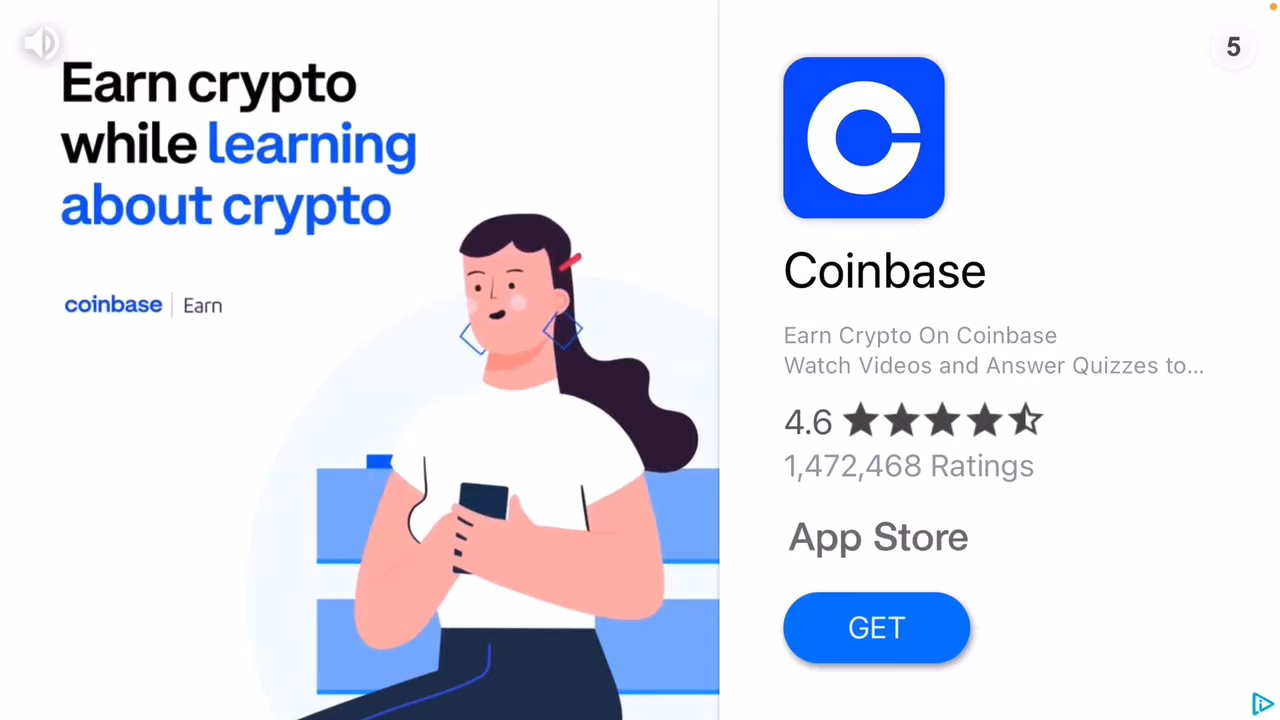 Earn crypto
while learning
about crypto
coinbase | Earn
5
Coinbase
Earn Crypto On Coinbase
Watch Videos and Answer Quizzes to...
4.6
1,472,468 Ratings
App Store
GET